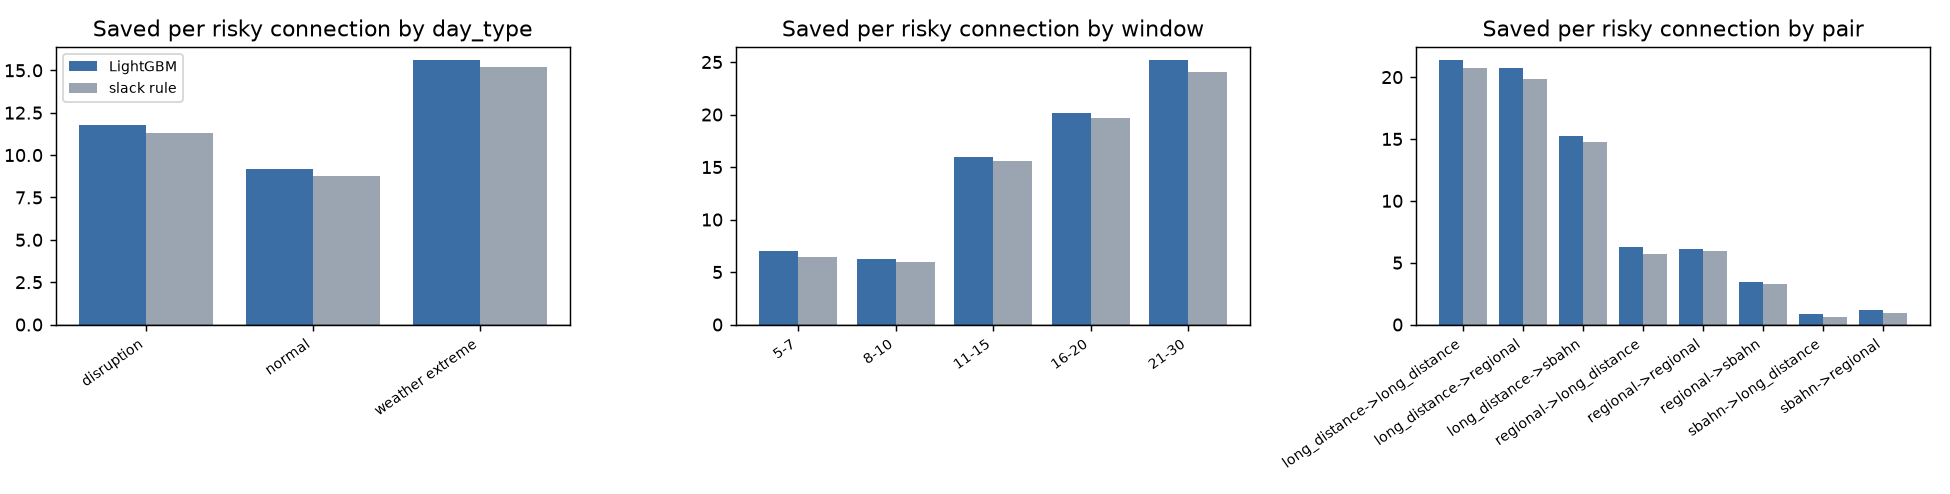 Saved per risky connection by day_type
LightGBM
slack rule
15.0
12.5
10.0
7.5
5.0
2.5
0.0
disruption
normal
weather extreme
Saved per risky connection by window
25
20
15
10
5
0
5-7
8-10
11-15
16-20
21-30
Saved per risky connection by pair
20
15
10
5
0
long_distance->long_distance
long_distance->regional
long_distance->sbahn
regional->long_distance
regional->regional
regional->sbahn
sbahn->long_distance
sbahn->regional